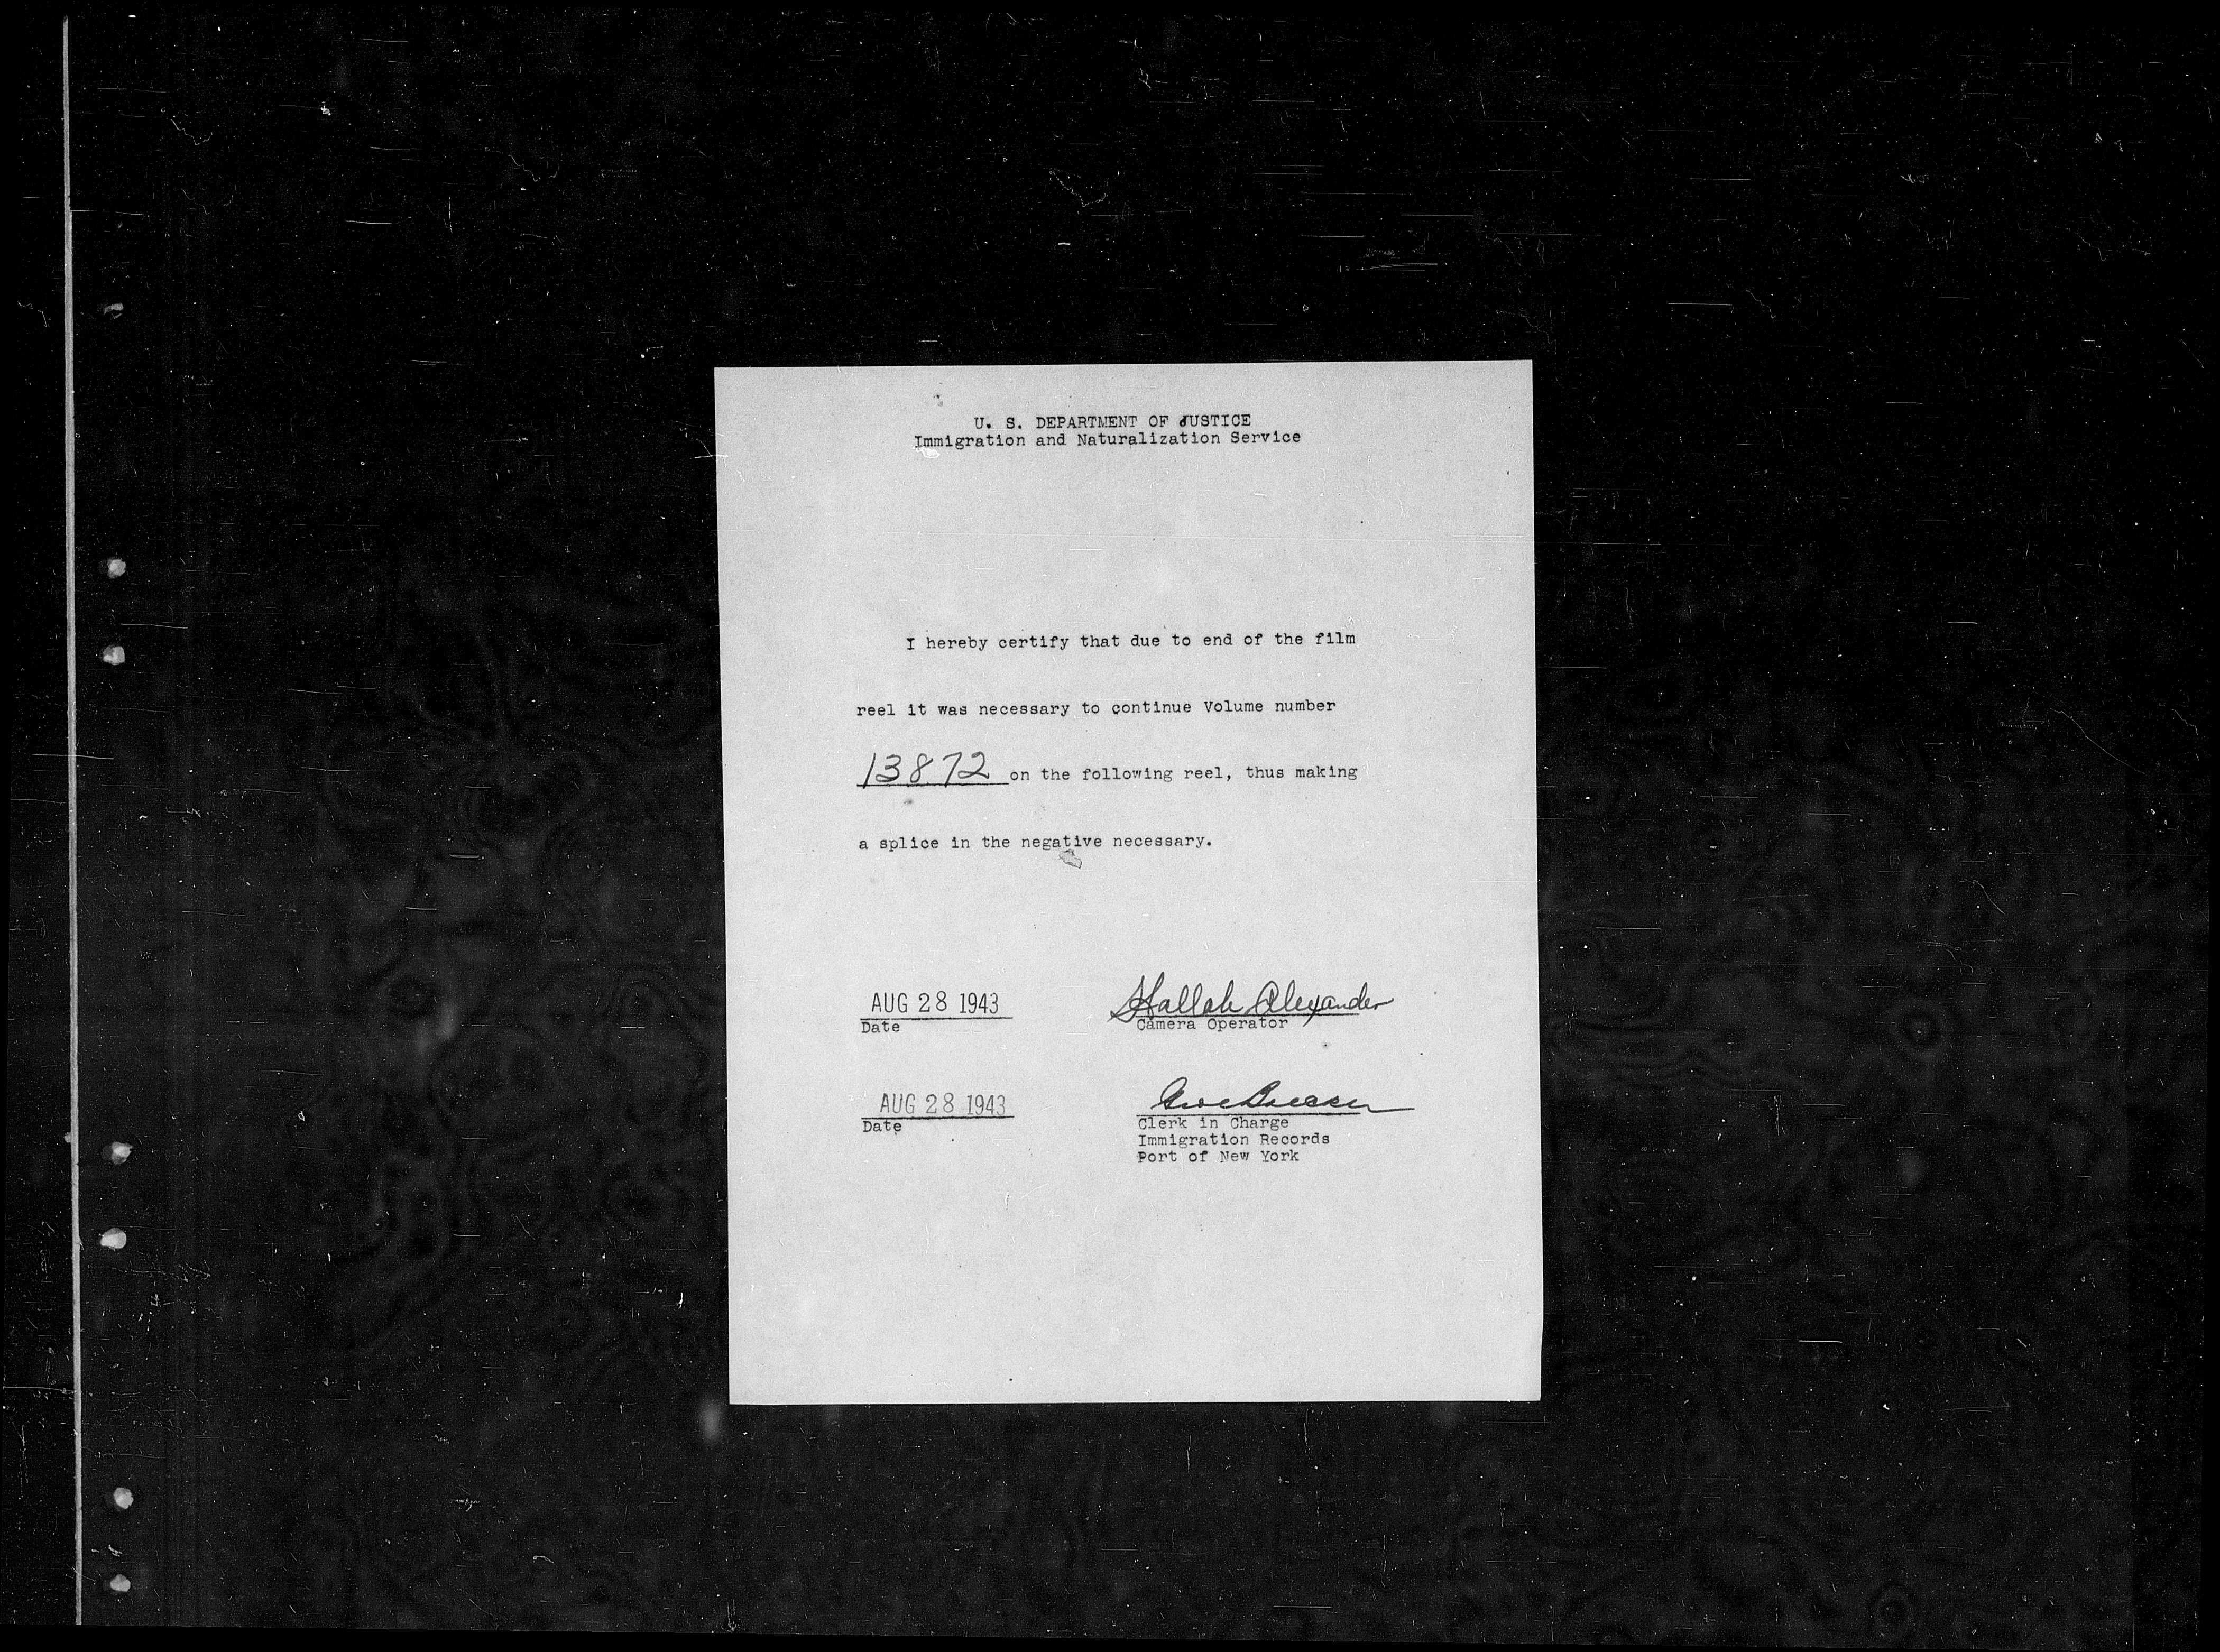 U. S. DEPARTMENT OF JUSTICE
Immigration and Naturalization Service
I hereby certify that due to end of the film
reel it was necessary to continue Volume number
13872 on the following reel, thus making
a splice in the negative necessary.
AUG 28 1943 Hallah Alexander
Date Camera Operator
AUG 28 1943
Date Clerk in Charge
Immigration Records
Port of New York